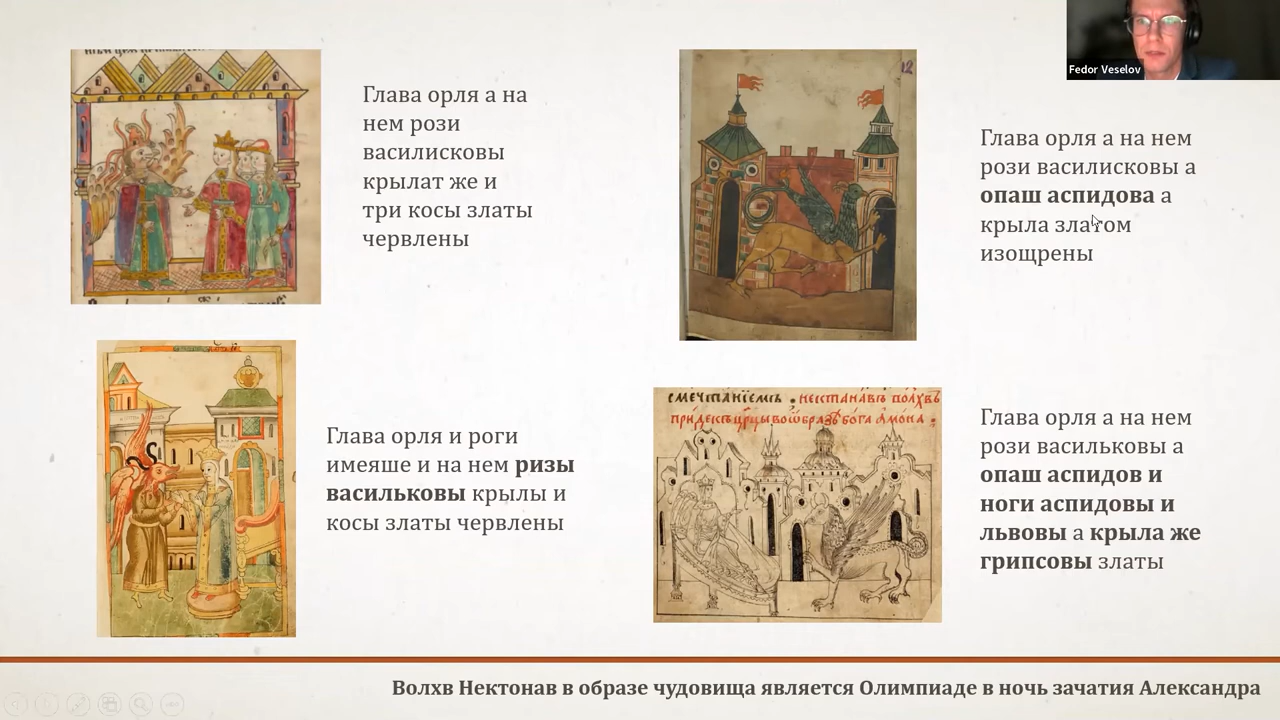 Fedor Veselov
Глава орля а на
нем рози
василисковы
крылат же и
три косы златы
червлены
Глава орля а на нем
рози василисковы а
опаш аспидова а
крыла златом
изощрены
12
Глава орля и роги
имеяше и на нем ризы
васильковы крылы и
косы златы червлены
Глава орля а на нем
рози васильковы а
опаш аспидов и
ноги аспидовы и
львовы а крыла же
грипсовы златы
Волхв Нектонав в образе чудовища является Олимпиаде в ночь зачатия Александра